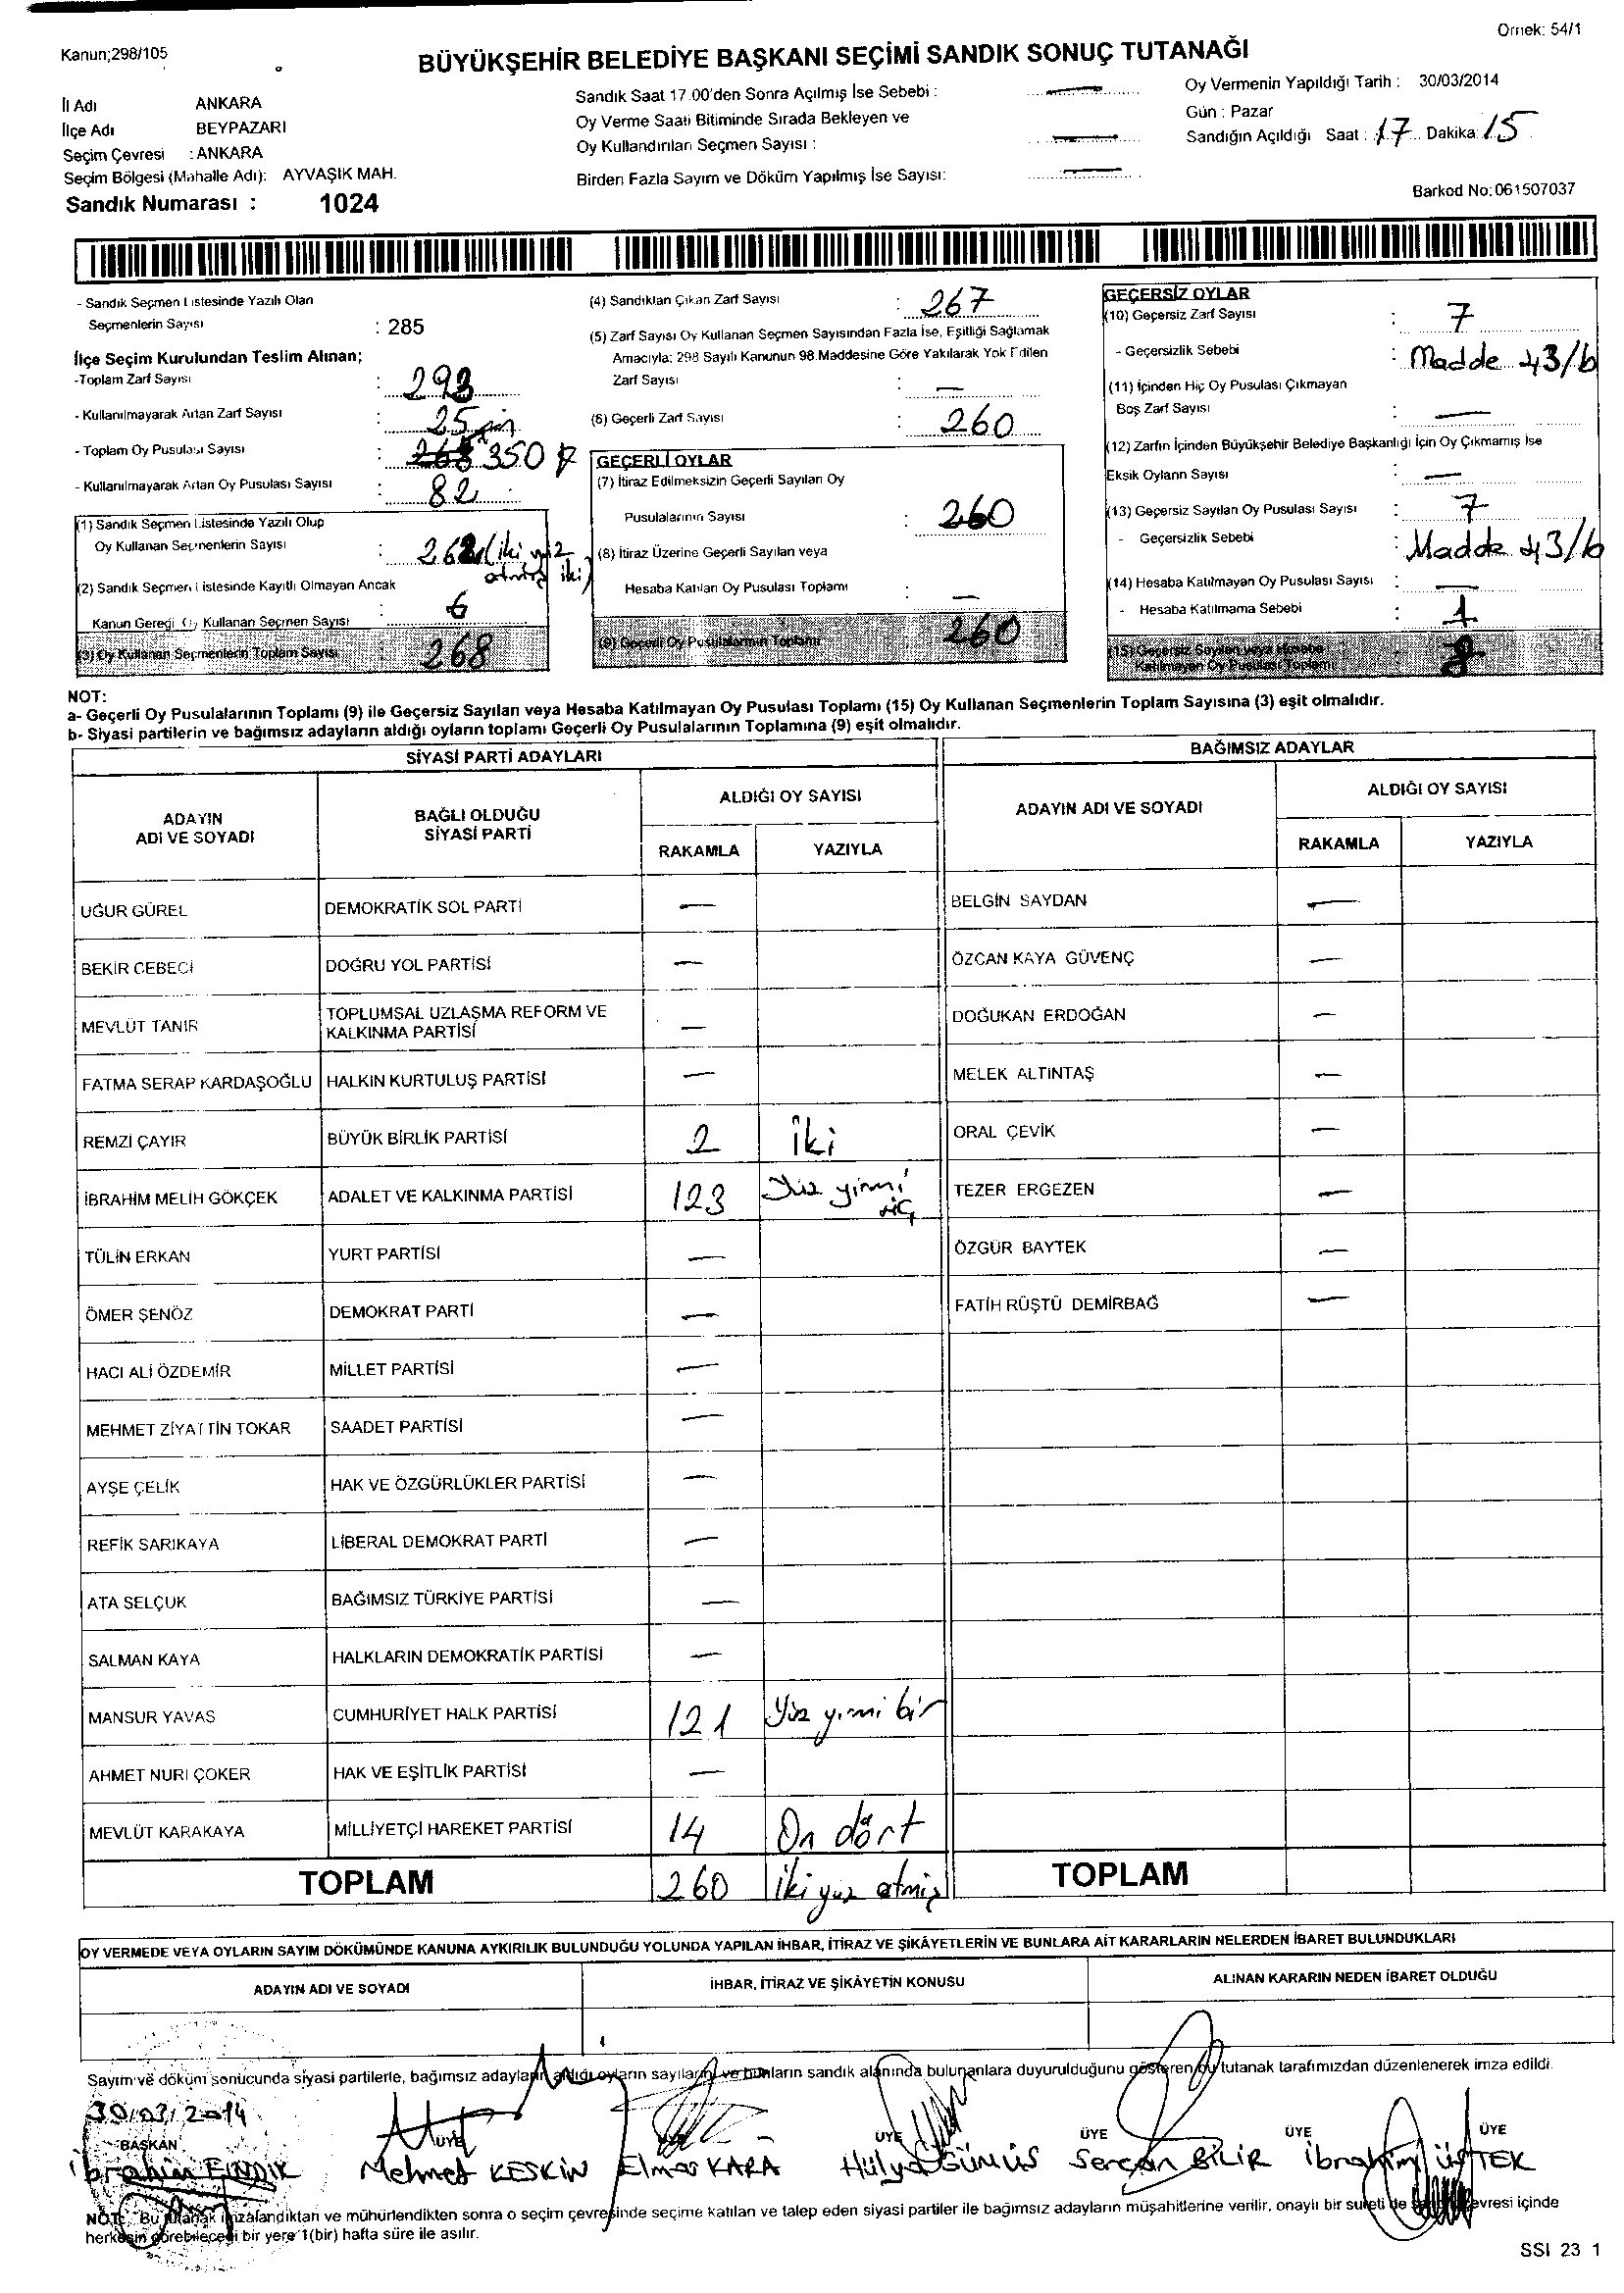 Örnek: 54/1
Kanun;298/105
BÜYÜKŞEHİR BELEDİYE BAŞKANI SEÇİMİ SANDIK SONUÇ TUTANAĞI
İl Adı ANKARA
İlçe Adı BEYPAZARI
Seçim Çevresi : ANKARA
Seçim Bölgesi (Mahalle Adı): AYVAŞIK MAH.
Sandık Numarası : 1024
Sandık Saat 17.00'den Sonra Açılmış İse Sebebi : —
Oy Verme Saati Bitiminde Sırada Bekleyen ve
Oy Kullandırılan Seçmen Sayısı : —
Birden Fazla Sayım ve Döküm Yapılmış İse Sayısı: —
Oy Vermenin Yapıldığı Tarih : 30/03/2014
Gün : Pazar
Sandığın Açıldığı Saat : 17 Dakika: 15
Barkod No:061507037
- Sandık Seçmen Listesinde Yazılı Olan
Seçmenlerin Sayısı : 285
İlçe Seçim Kurulundan Teslim Alınan;
-Toplam Zarf Sayısı : 293
- Kullanılmayarak Artan Zarf Sayısı : 25
- Toplam Oy Pusulası Sayısı : 350
- Kullanılmayarak Artan Oy Pusulası Sayısı : 82
(1) Sandık Seçmen Listesinde Yazılı Olup
Oy Kullanan Seçmenlerin Sayısı : 262 (iki yüz
atmış iki)
(2) Sandık Seçmen Listesinde Kayıtlı Olmayan Ancak
Kanun Gereği Oy Kullanan Seçmen Sayısı : 6
(3) Oy Kullanan Seçmenlerin Toplam Sayısı 268
(4) Sandıktan Çıkan Zarf Sayısı : 267
(5) Zarf Sayısı Oy Kullanan Seçmen Sayısından Fazla İse, Eşitliği Sağlamak
Amacıyla; 298 Sayılı Kanunun 98.Maddesine Göre Yakılarak Yok Edilen
Zarf Sayısı : —
(6) Geçerli Zarf Sayısı : 260
GEÇERLİ OYLAR
(7) İtiraz Edilmeksizin Geçerli Sayılan Oy
Pusulalarının Sayısı : 260
(8) İtiraz Üzerine Geçerli Sayılan veya
Hesaba Katılan Oy Pusulası Toplamı : —
(9) Geçerli Oy Pusulalarının Toplamı 260
GEÇERSİZ OYLAR
(10) Geçersiz Zarf Sayısı : 7
- Geçersizlik Sebebi : Madde 43/b
(11) İçinden Hiç Oy Pusulası Çıkmayan
Boş Zarf Sayısı : —
(12) Zarfın İçinden Büyükşehir Belediye Başkanlığı İçin Oy Çıkmamış İse
Eksik Oyların Sayısı : —
(13) Geçersiz Sayılan Oy Pusulası Sayısı : 7
- Geçersizlik Sebebi : Madde 43/b
(14) Hesaba Katılmayan Oy Pusulası Sayısı : —
- Hesaba Katılmama Sebebi : 1
(15) Geçersiz Sayılan veya Hesaba
Katılmayan Oy Pusulası Toplamı 8
NOT:
a- Geçerli Oy Pusulalarının Toplamı (9) ile Geçersiz Sayılan veya Hesaba Katılmayan Oy Pusulası Toplamı (15) Oy Kullanan Seçmenlerin Toplam Sayısına (3) eşit olmalıdır.
b- Siyasi partilerin ve bağımsız adayların aldığı oyların toplamı Geçerli Oy Pusulalarının Toplamına (9) eşit olmalıdır.
SİYASİ PARTİ ADAYLARI
ADAYIN
ADI VE SOYADI
BAĞLI OLDUĞU
SİYASİ PARTİ
ALDIĞI OY SAYISI
RAKAMLA YAZIYLA
UĞUR GÜREL DEMOKRATİK SOL PARTİ —
BEKİR CEBECİ DOĞRU YOL PARTİSİ —
MEVLÜT TANIR TOPLUMSAL UZLAŞMA REFORM VE
KALKINMA PARTİSİ —
FATMA SERAP KARDAŞOĞLU HALKIN KURTULUŞ PARTİSİ —
REMZİ ÇAYIR BÜYÜK BİRLİK PARTİSİ 2 İki
İBRAHİM MELİH GÖKÇEK ADALET VE KALKINMA PARTİSİ 123 Yüz yirmi
üç
TÜLİN ERKAN YURT PARTİSİ —
ÖMER ŞENÖZ DEMOKRAT PARTİ —
HACI ALİ ÖZDEMİR MİLLET PARTİSİ —
MEHMET ZİYATTİN TOKAR SAADET PARTİSİ —
AYŞE ÇELİK HAK VE ÖZGÜRLÜKLER PARTİSİ —
REFİK SARIKAYA LİBERAL DEMOKRAT PARTİ —
ATA SELÇUK BAĞIMSIZ TÜRKİYE PARTİSİ —
SALMAN KAYA HALKLARIN DEMOKRATİK PARTİSİ —
MANSUR YAVAŞ CUMHURİYET HALK PARTİSİ 121 Yüz yirmi bir
AHMET NURİ ÇOKER HAK VE EŞİTLİK PARTİSİ —
MEVLÜT KARAKAYA MİLLİYETÇİ HAREKET PARTİSİ 14 On dört
TOPLAM 260 İki yüz atmış
BAĞIMSIZ ADAYLAR
ADAYIN ADI VE SOYADI
ALDIĞI OY SAYISI
RAKAMLA YAZIYLA
BELGİN SAYDAN —
ÖZCAN KAYA GÜVENÇ —
DOĞUKAN ERDOĞAN —
MELEK ALTINTAŞ —
ORAL ÇEVİK —
TEZER ERGEZEN —
ÖZGÜR BAYTEK —
FATİH RÜŞTÜ DEMİRBAĞ —
TOPLAM
OY VERMEDE VEYA OYLARIN SAYIM DÖKÜMÜNDE KANUNA AYKIRILIK BULUNDUĞU YOLUNDA YAPILAN İHBAR, İTİRAZ VE ŞİKÂYETLERİN VE BUNLARA AİT KARARLARIN NELERDEN İBARET BULUNDUKLARI
ADAYIN ADI VE SOYADI İHBAR, İTİRAZ VE ŞİKÂYETİN KONUSU ALINAN KARARIN NEDEN İBARET OLDUĞU
Sayım ve döküm sonucunda siyasi partilerle, bağımsız adayların aldığı oyların sayılarını ve bunların sandık alanında bulunanlara duyurulduğunu gösteren bu tutanak tarafımızdan düzenlenerek imza edildi.
30/03/2014
BAŞKAN ÜYE ÜYE ÜYE ÜYE ÜYE
İbrahim FINDIK Mehmet KESKİN Elmas KARA Hülya GÜMÜŞ Sercan BİLİR İbrahim ÜSTEK
NOT: Bu tutanak imzalandıktan ve mühürlendikten sonra o seçim çevresinde seçime katılan ve talep eden siyasi partiler ile bağımsız adayların müşahitlerine verilir, onaylı bir sureti de sandık çevresi içinde
herkesin görebileceği bir yere 1(bir) hafta süre ile asılır.
SSI 23 1